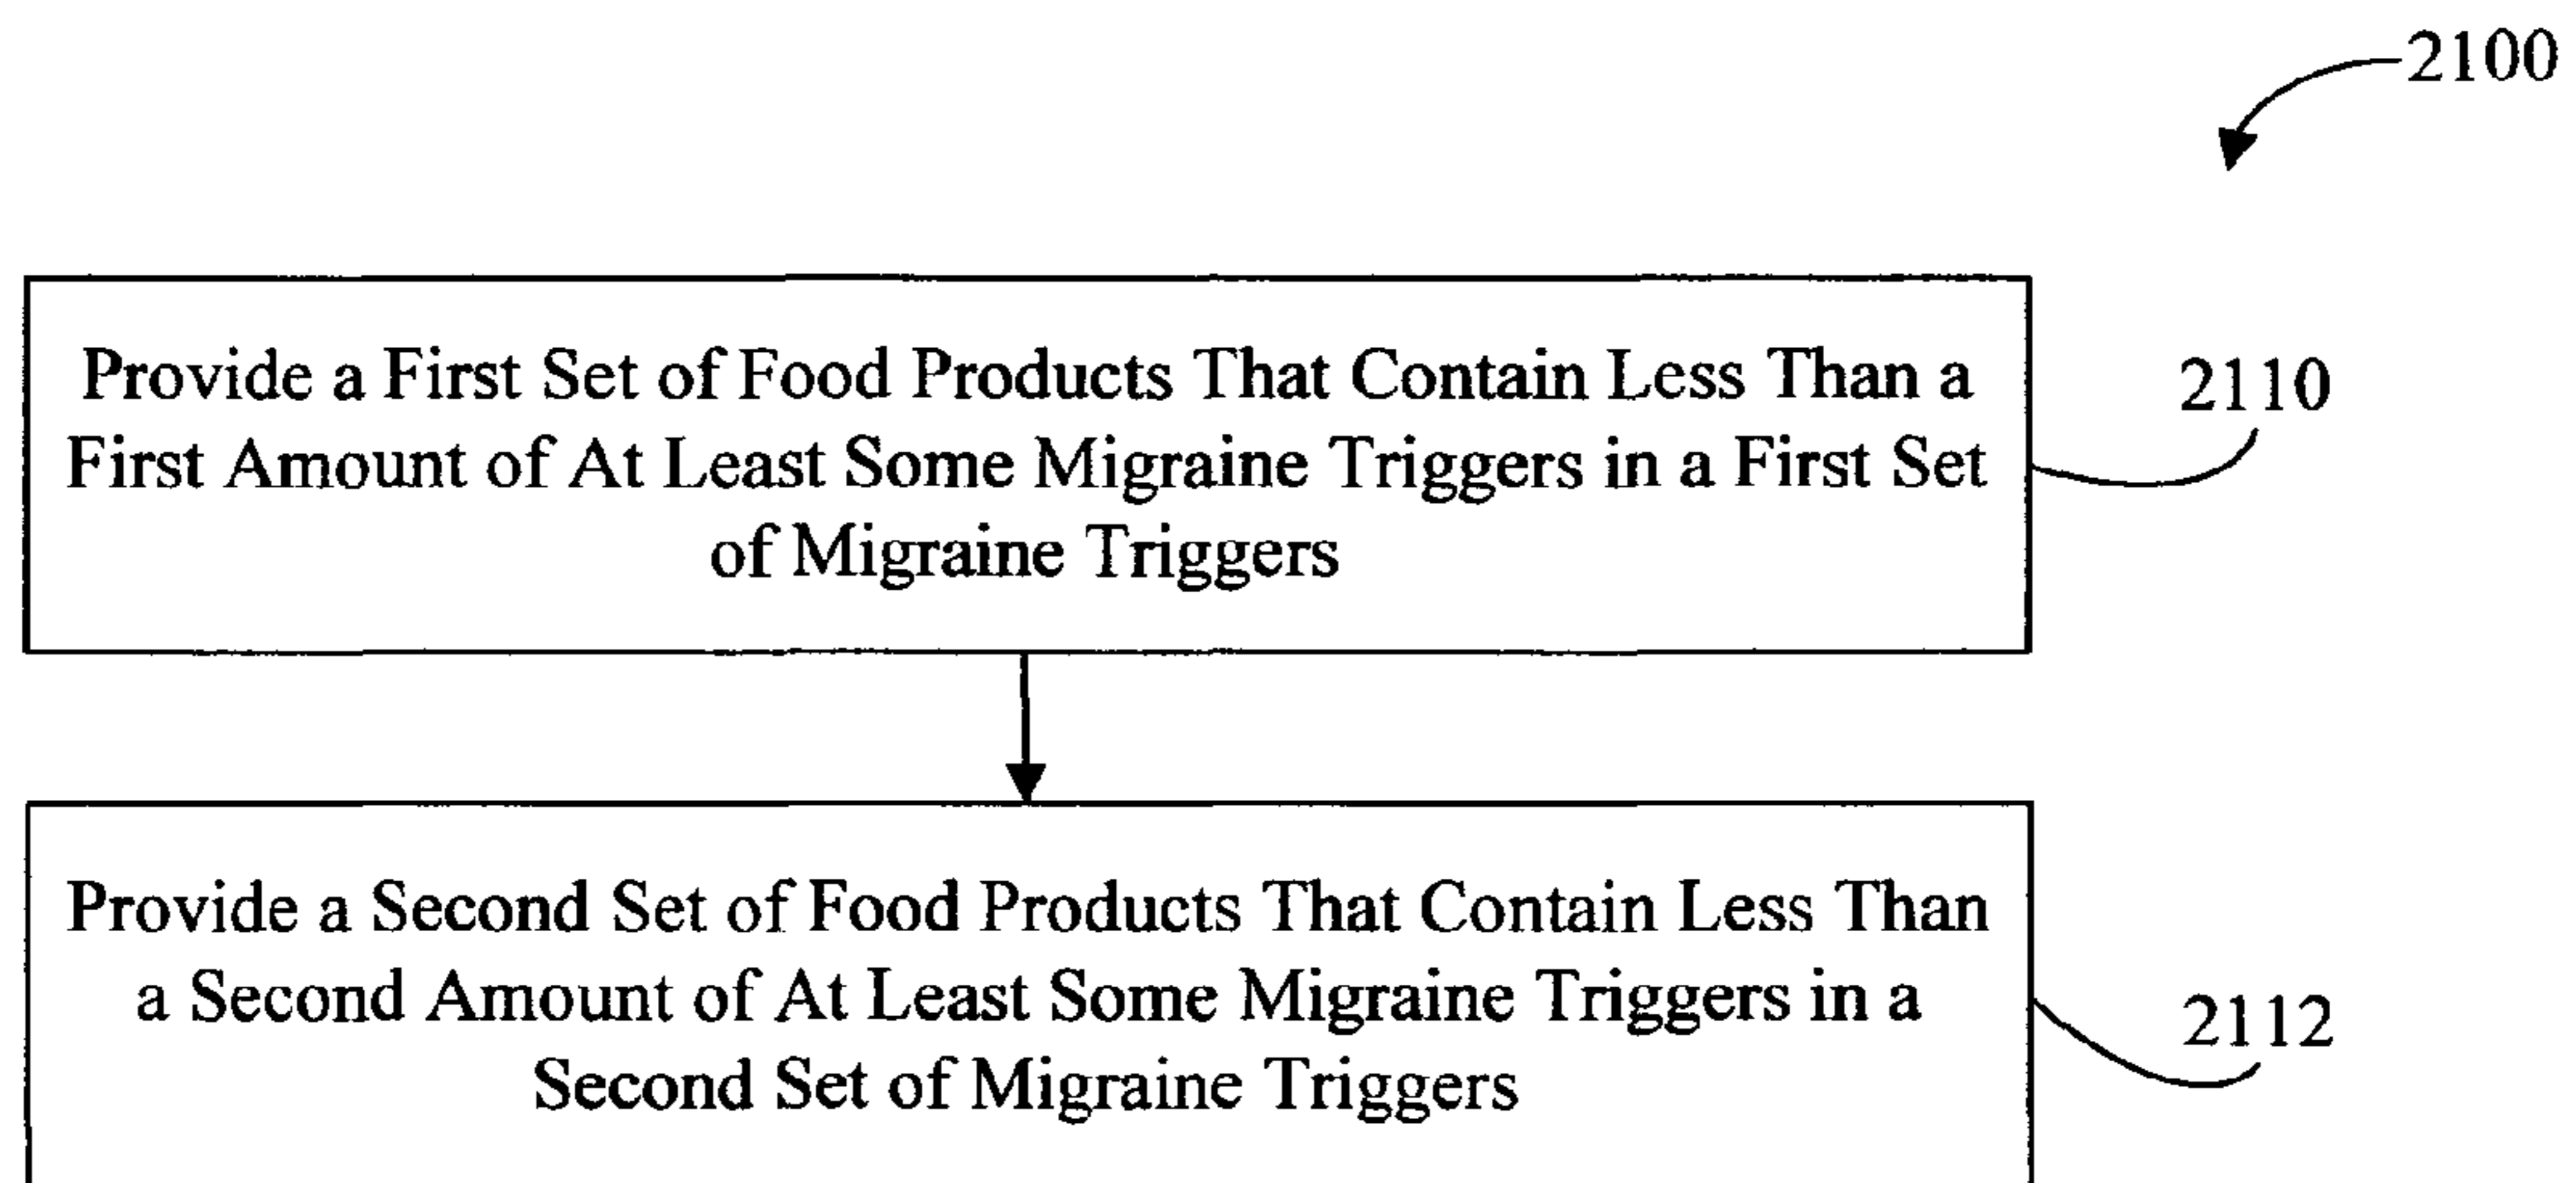 2100
Provide a First Set of Food Products That Contain Less Than a
First Amount of At Least Some Migraine Triggers in a First Set
of Migraine Triggers
2110
Provide a Second Set of Food Products That Contain Less Than
a Second Amount of At Least Some Migraine Triggers in a
Second Set of Migraine Triggers
2112